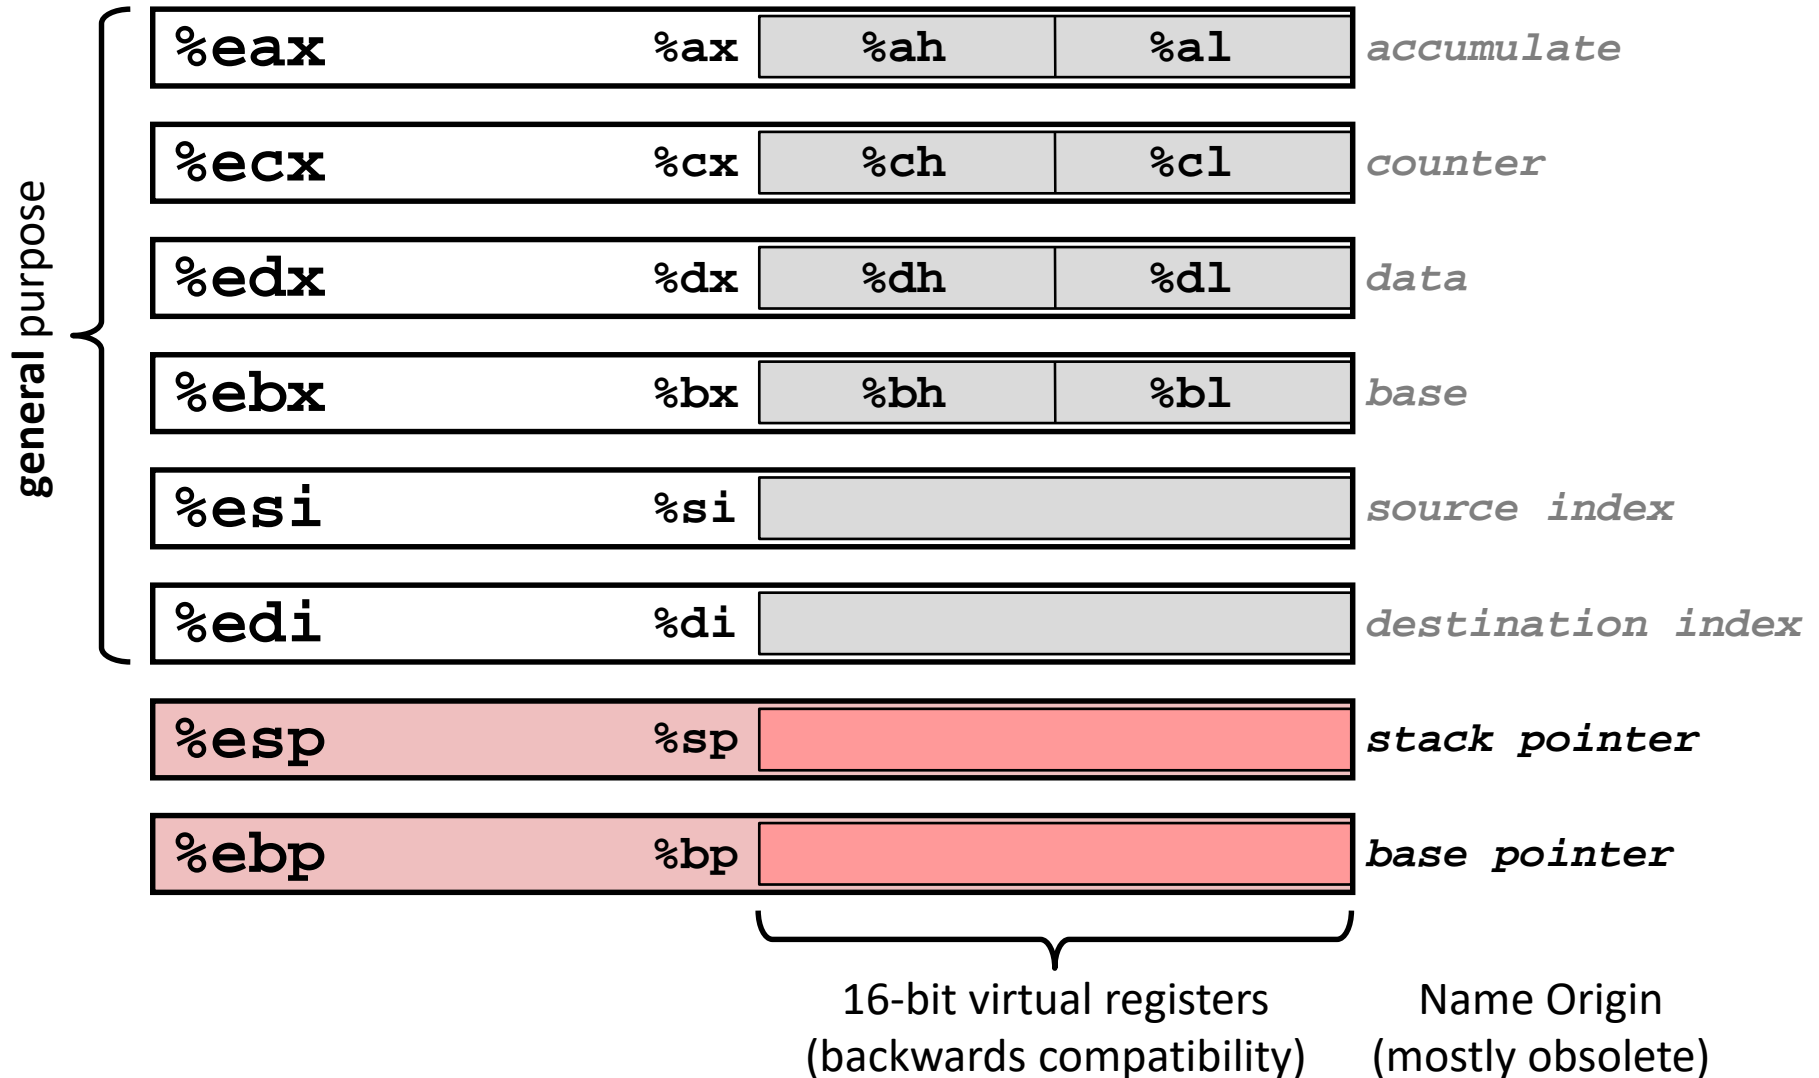 general purpose
%eax %ax %ah %al accumulate
%ecx %cx %ch %cl counter
%edx %dx %dh %dl data
%ebx %bx %bh %bl base
%esi %si source index
%edi %di destination index
%esp %sp stack pointer
%ebp %bp base pointer
16-bit virtual registers
(backwards compatibility)
Name Origin
(mostly obsolete)